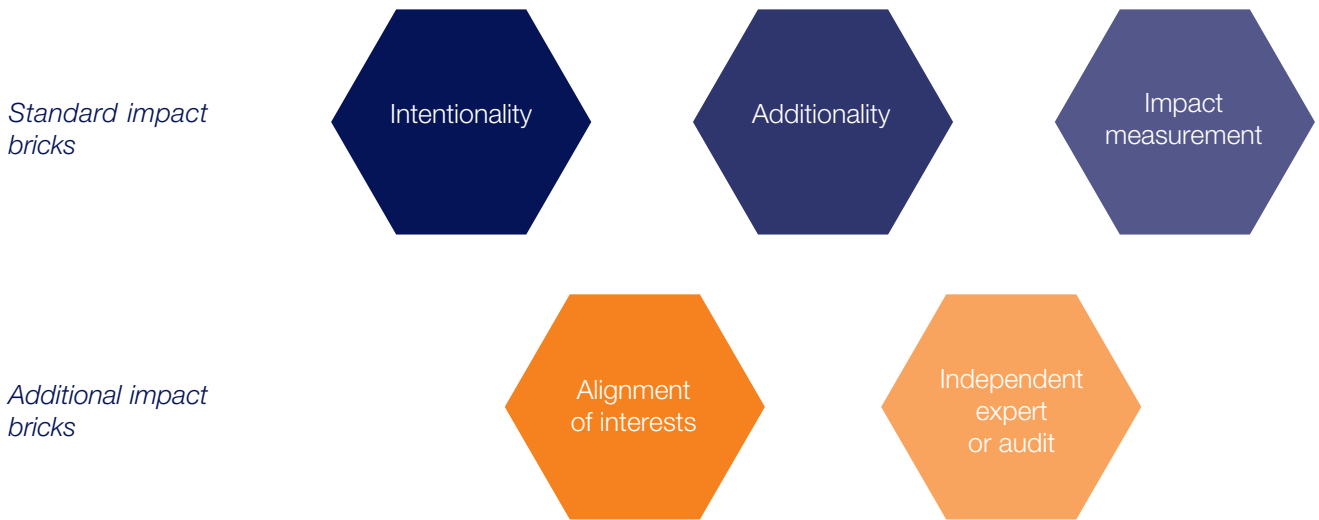 Standard impact
bricks
Intentionality
Additionality
Impact
measurement
Additional impact
bricks
Alignment
of interests
Independent
expert
or audit